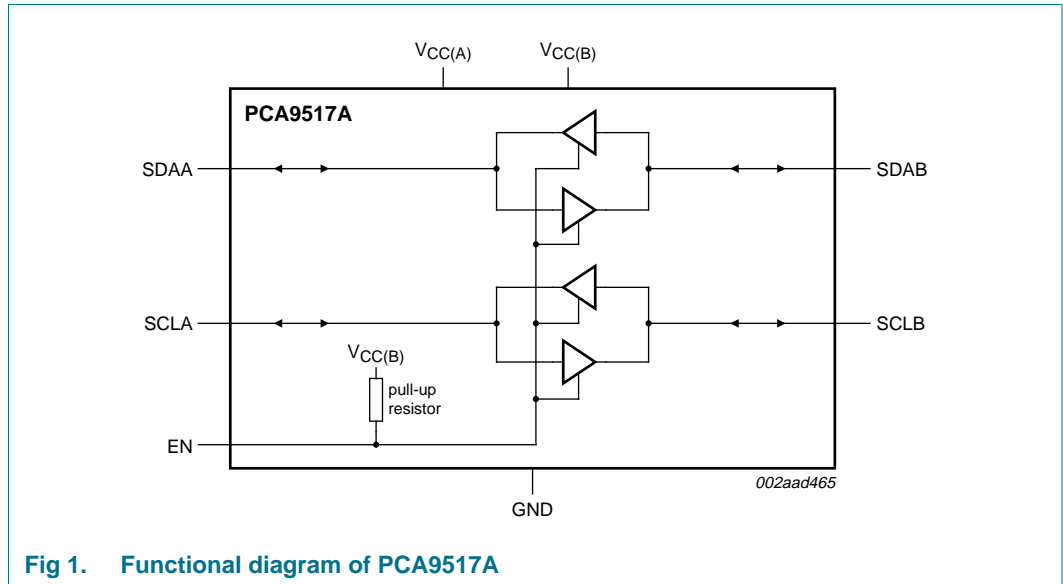 VCC(A)
VCC(B)
PCA9517A
SDAA
SDAB
SCLA
SCLB
VCC(B)
pull-up
resistor
EN
002aad465
GND
Fig 1. Functional diagram of PCA9517A